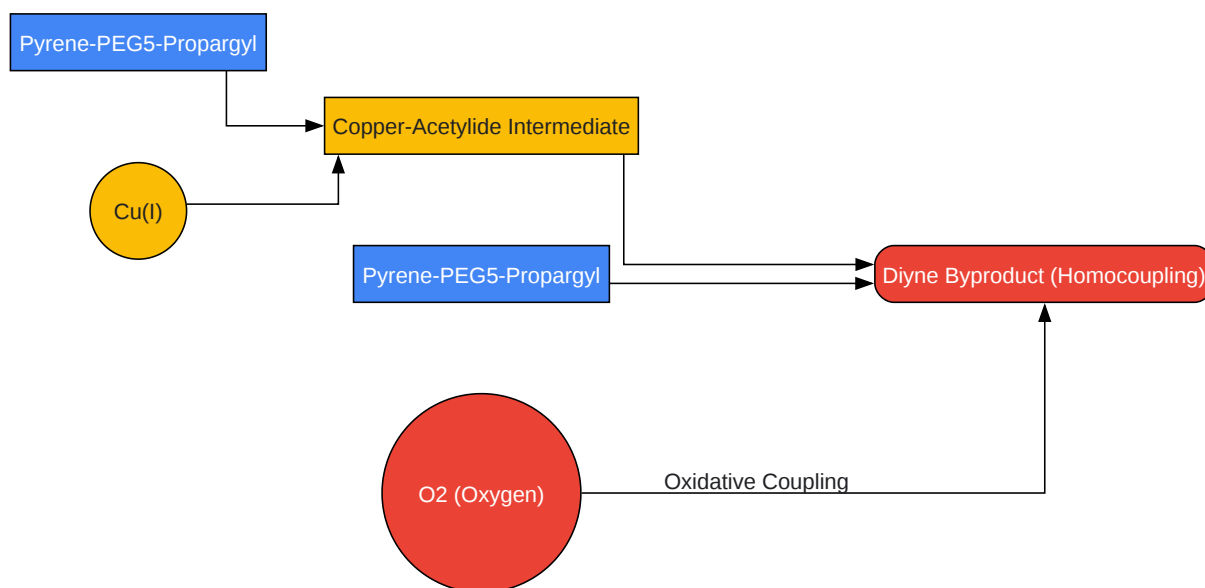 Pyrene-PEG5-Propargyl
Copper-Acetylide Intermediate
Cu(I)
Pyrene-PEG5-Propargyl
Diyne Byproduct (Homocoupling)
O2 (Oxygen)
Oxidative Coupling